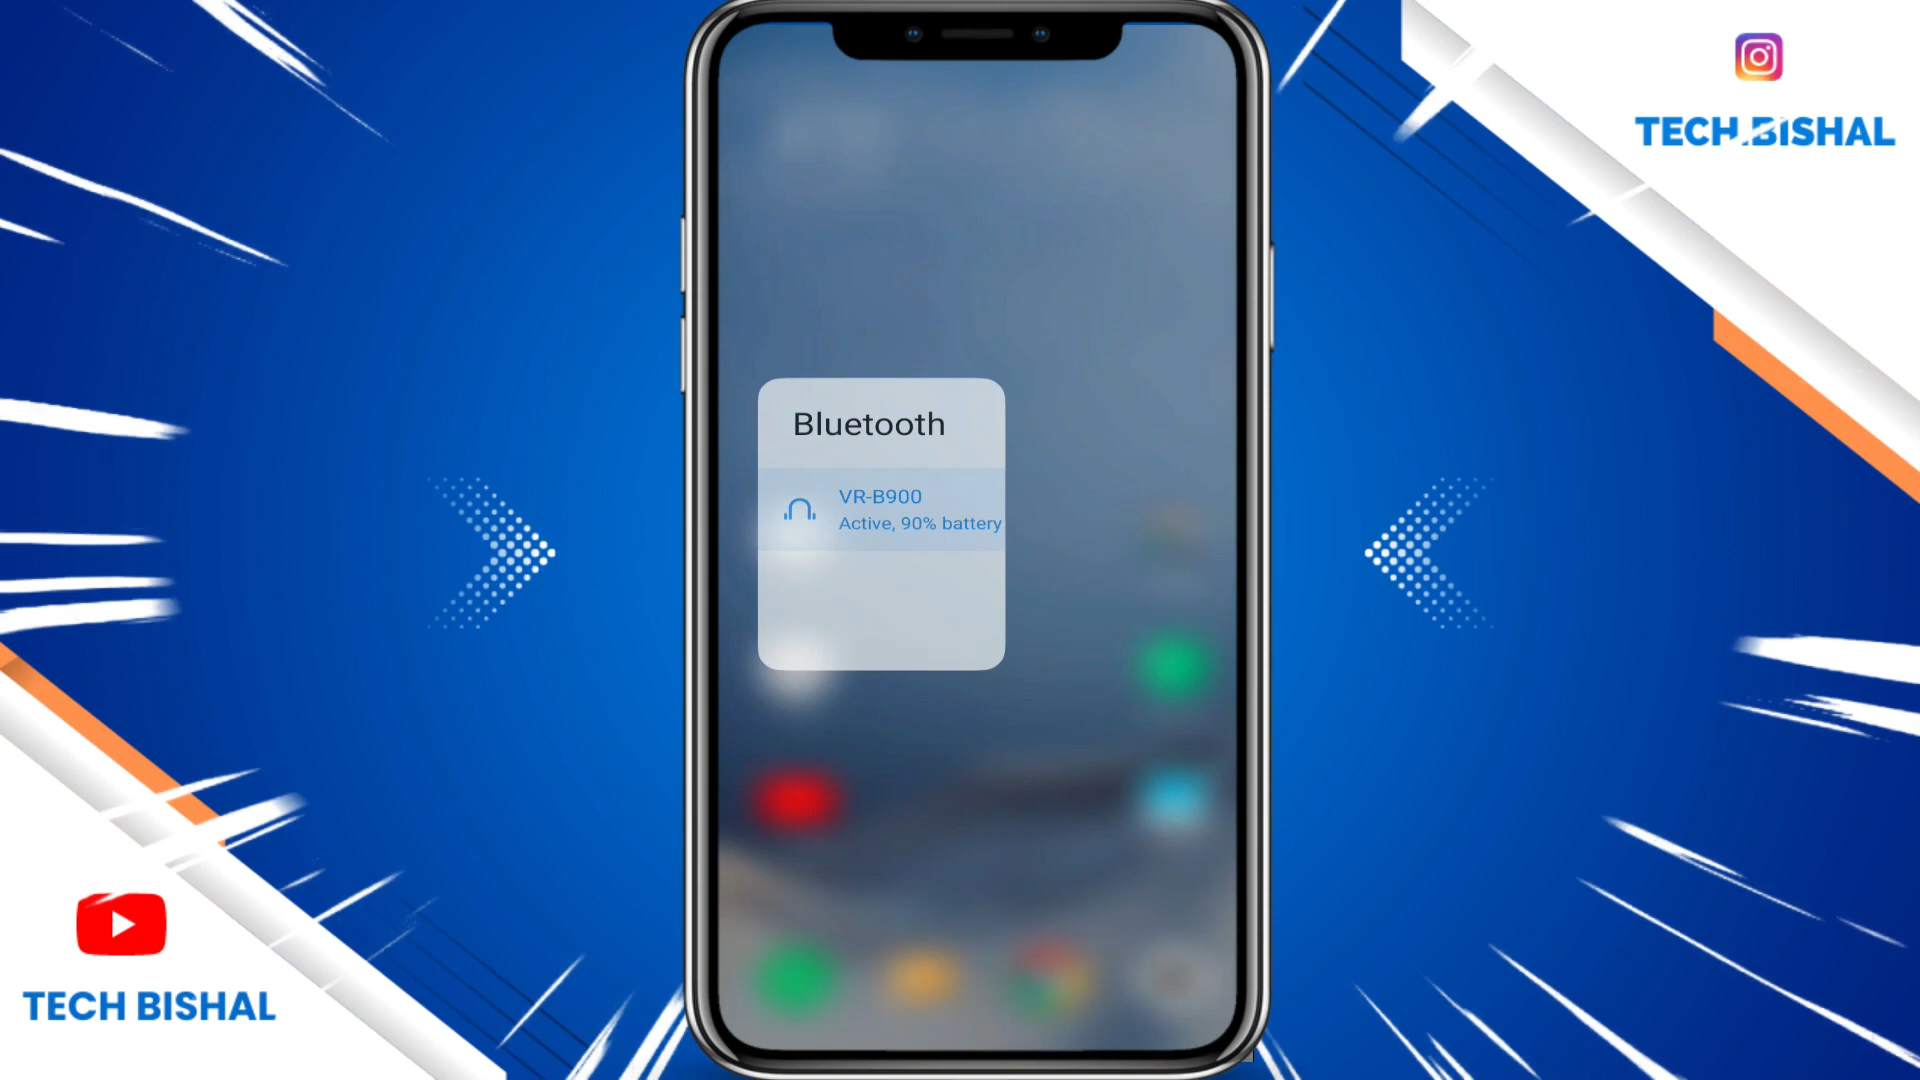 TECH.BISHAL
Bluetooth
VR-B900
Active, 90% battery
TECH BISHAL